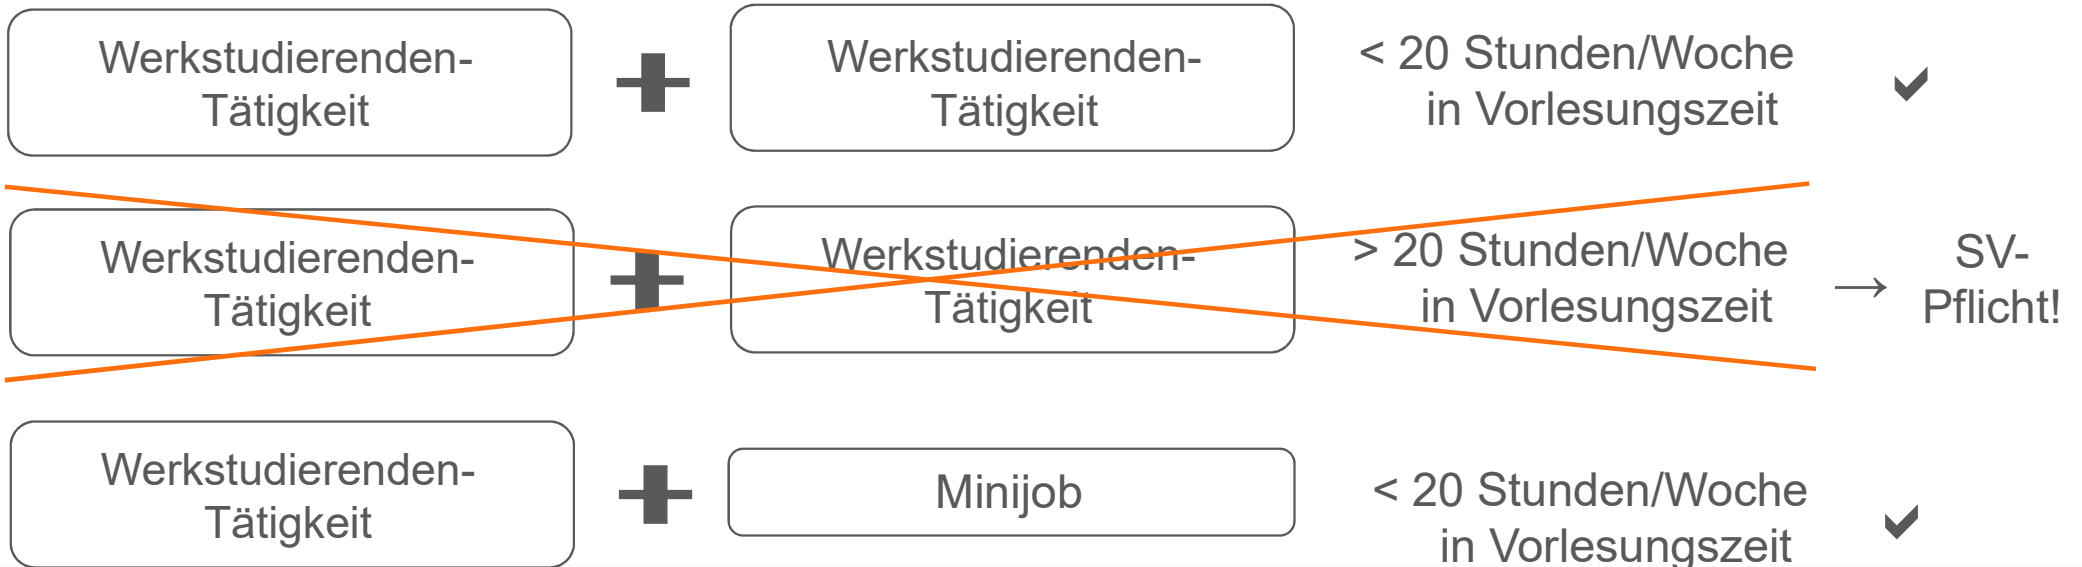 Werkstudierenden-
Tätigkeit
Werkstudierenden-
Tätigkeit
< 20 Stunden/Woche
in Vorlesungszeit
Werkstudierenden-
Tätigkeit
Werkstudierenden-
Tätigkeit
> 20 Stunden/Woche
in Vorlesungszeit
→
SV-
Pflicht!
Werkstudierenden-
Tätigkeit
Minijob
< 20 Stunden/Woche
in Vorlesungszeit